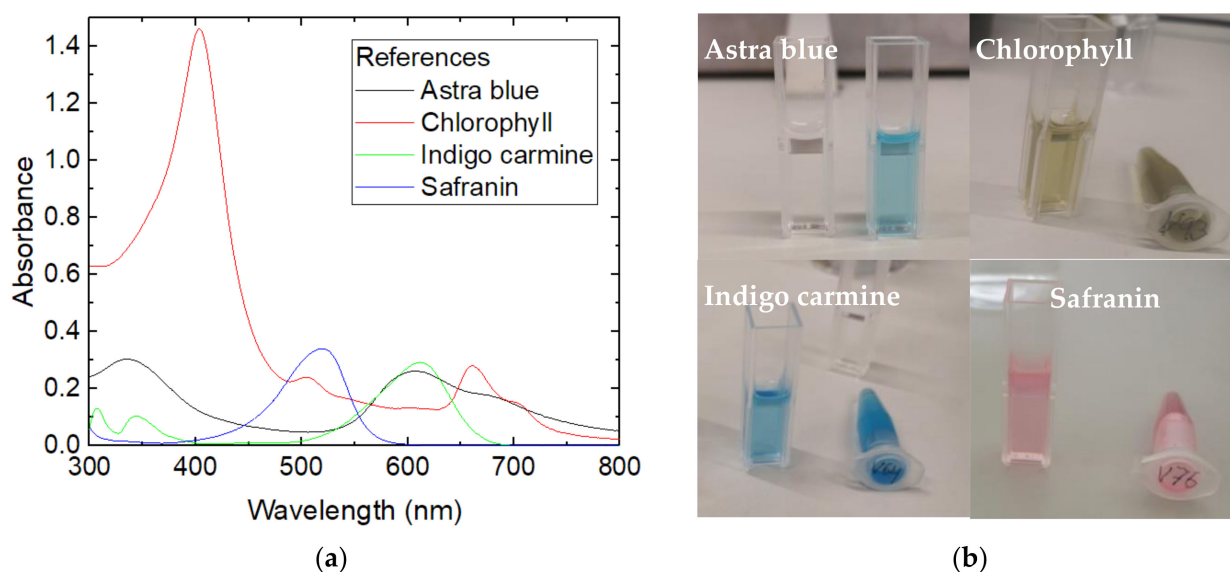 1.4
1.2
1.0
0.8
0.6
0.4
0.2
0.0
Absorbance
References
Astra blue
Chlorophyll
Indigo carmine
Safranin
300 400 500 600 700 800
Wavelength (nm)
(a)
Astra blue
Chlorophyll
Indigo carmine
V64
Safranin
V76
(b)